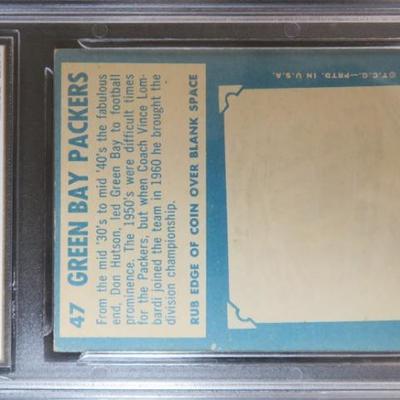 47 GREEN BAY PACKERS
From the mid '30's to mid '40's the fabulous
end, Don Hutson, led Green Bay to football
prominence. The 1950's were difficult times
for the Packers, but when Coach Vince Lom-
bardi joined the team in 1960 he brought the
division championship.
RUB EDGE OF COIN OVER BLANK SPACE
©T.C.G.—PRTD. IN U.S.A.